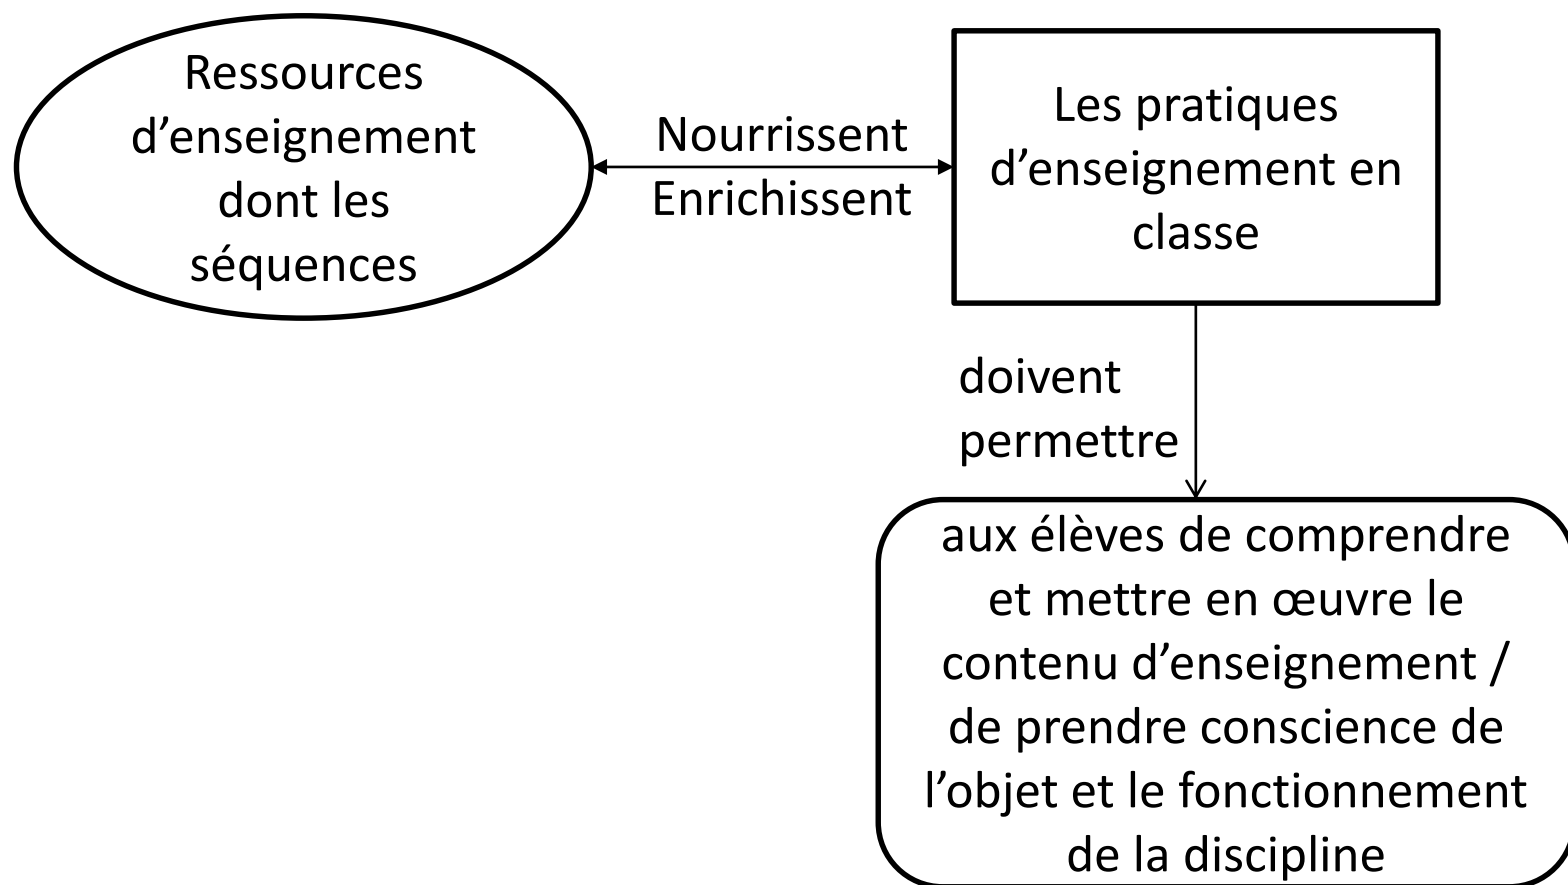 Ressources
d’enseignement
dont les
séquences
Nourrissent
Enrichissent
Les pratiques
d’enseignement en
classe
doivent
permettre
aux élèves de comprendre
et mettre en œuvre le
contenu d’enseignement /
de prendre conscience de
l’objet et le fonctionnement
de la discipline